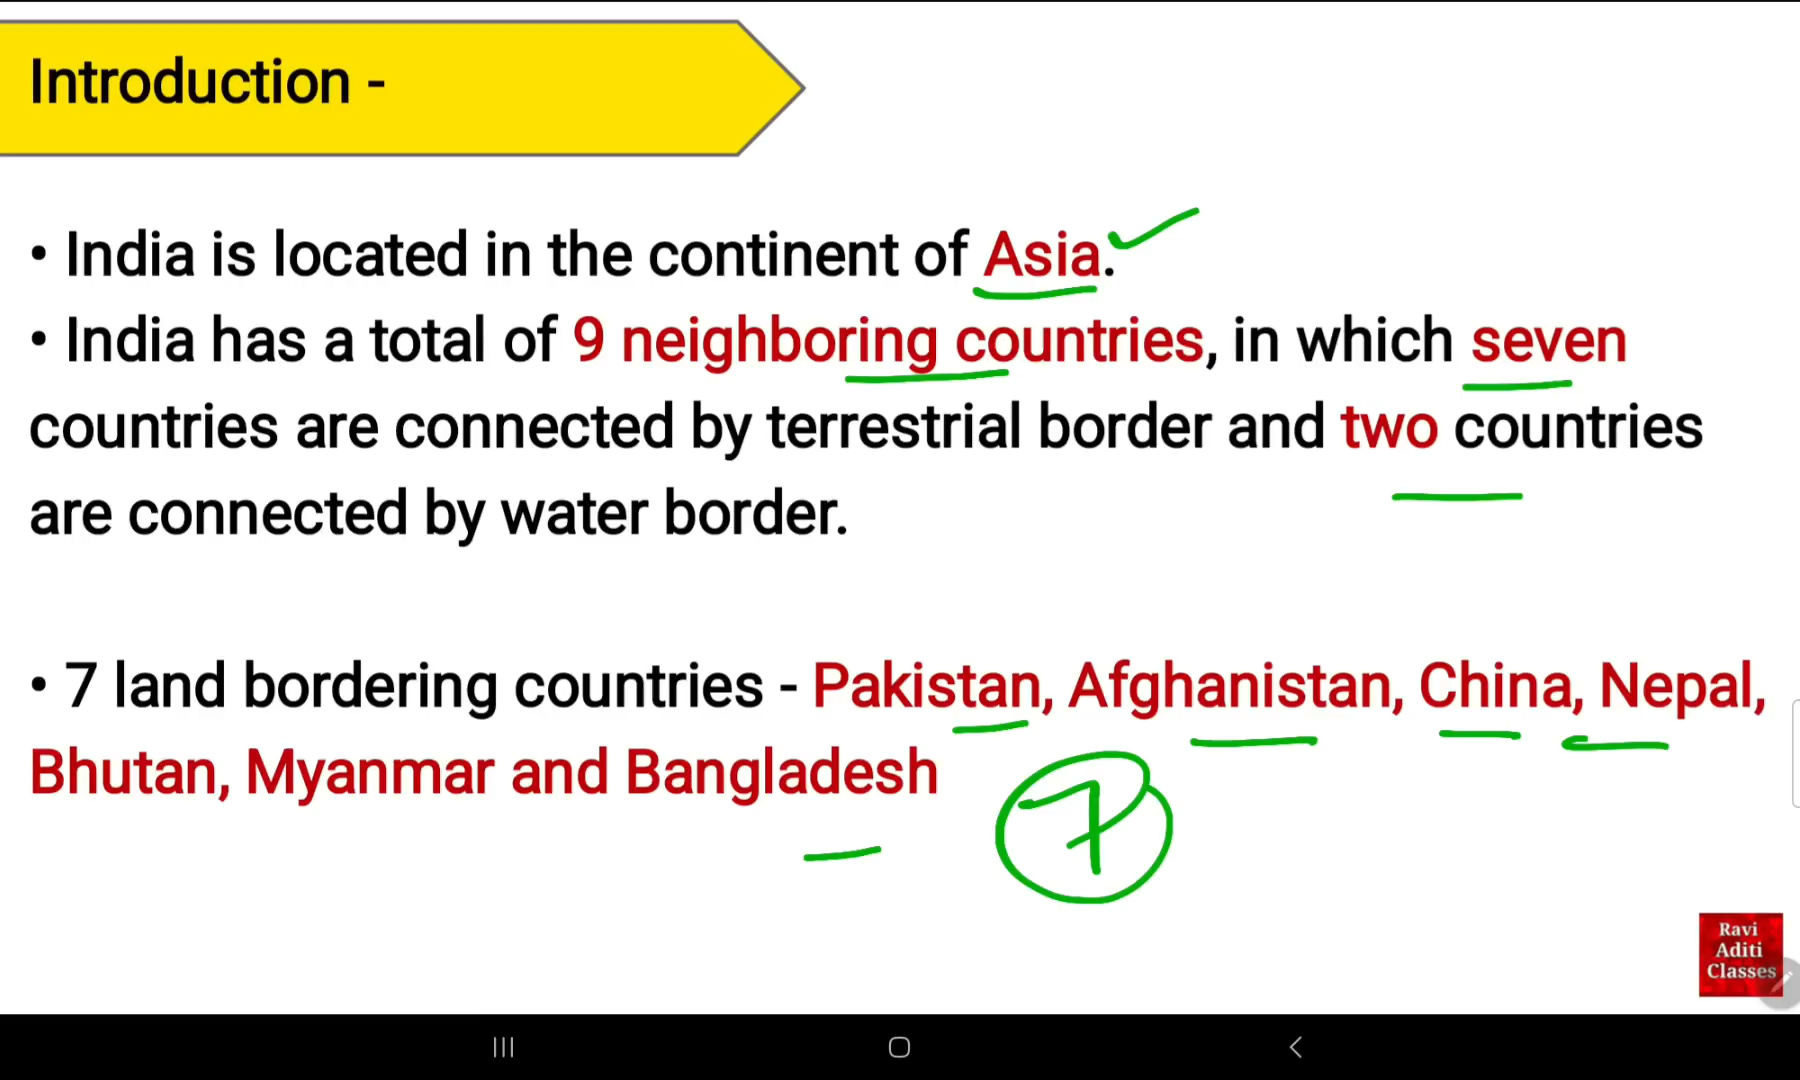 Introduction -
• India is located in the continent of Asia.
• India has a total of 9 neighboring countries, in which seven
countries are connected by terrestrial border and two countries
are connected by water border.
• 7 land bordering countries - Pakistan, Afghanistan, China, Nepal,
Bhutan, Myanmar and Bangladesh
7
Ravi
Aditi
Classes